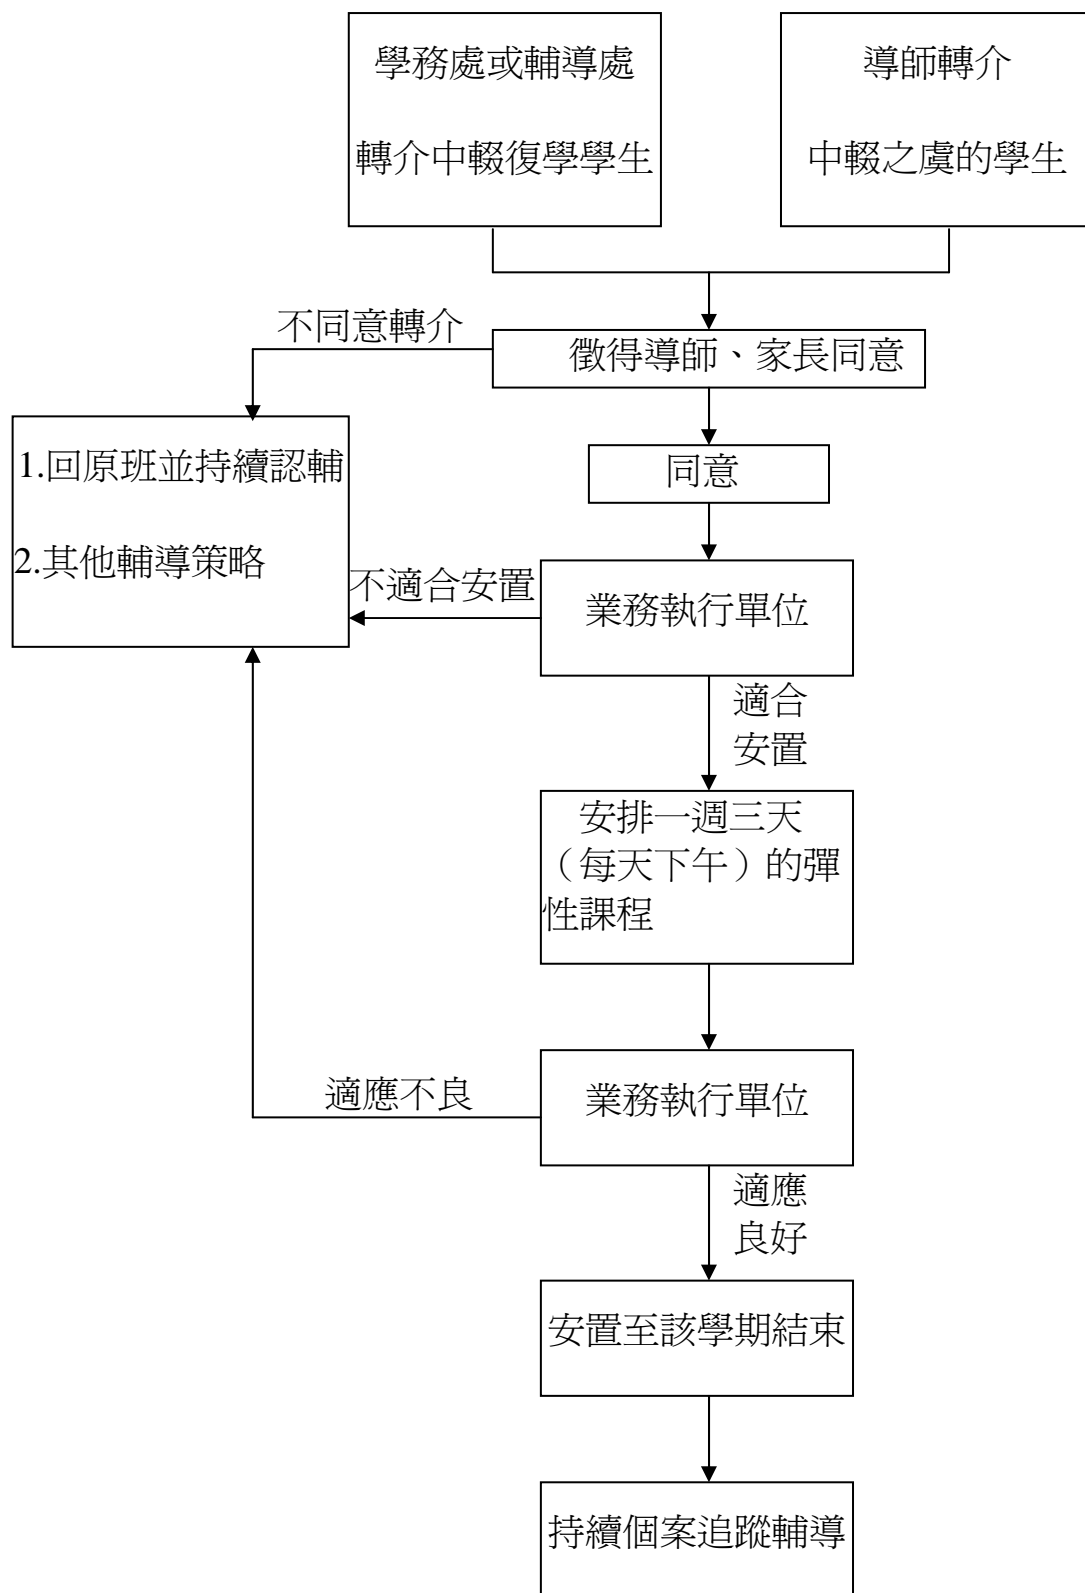 學務處或輔導處
轉介中輟復學學生
導師轉介
中輟之虞的學生
不同意轉介
徵得導師、家長同意
1.回原班並持續認輔
2.其他輔導策略
同意
不適合安置
業務執行單位
適合
安置
安排一週三天
（每天下午）的彈
性課程
適應不良
業務執行單位
適應
良好
安置至該學期結束
持續個案追蹤輔導